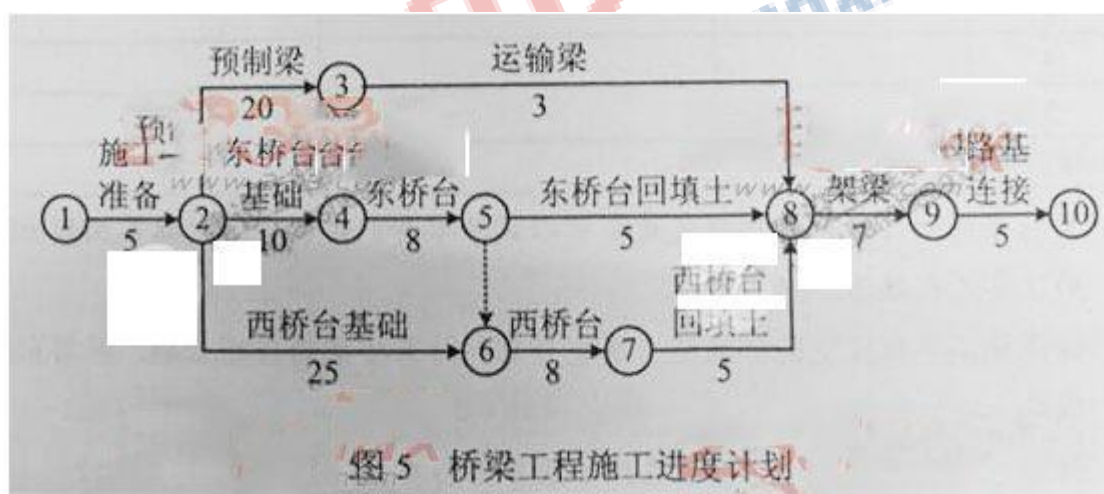 预制梁
运输梁
③
20
3
施工
东桥台
路基
准备
基础
东桥台
东桥台回填土
架梁
连接
①
②
④
⑤
⑧
⑨
⑩
5
10
8
5
7
5
西桥台
西桥台基础
西桥台
回填土
⑥
⑦
25
8
5
图5 桥梁工程施工进度计划